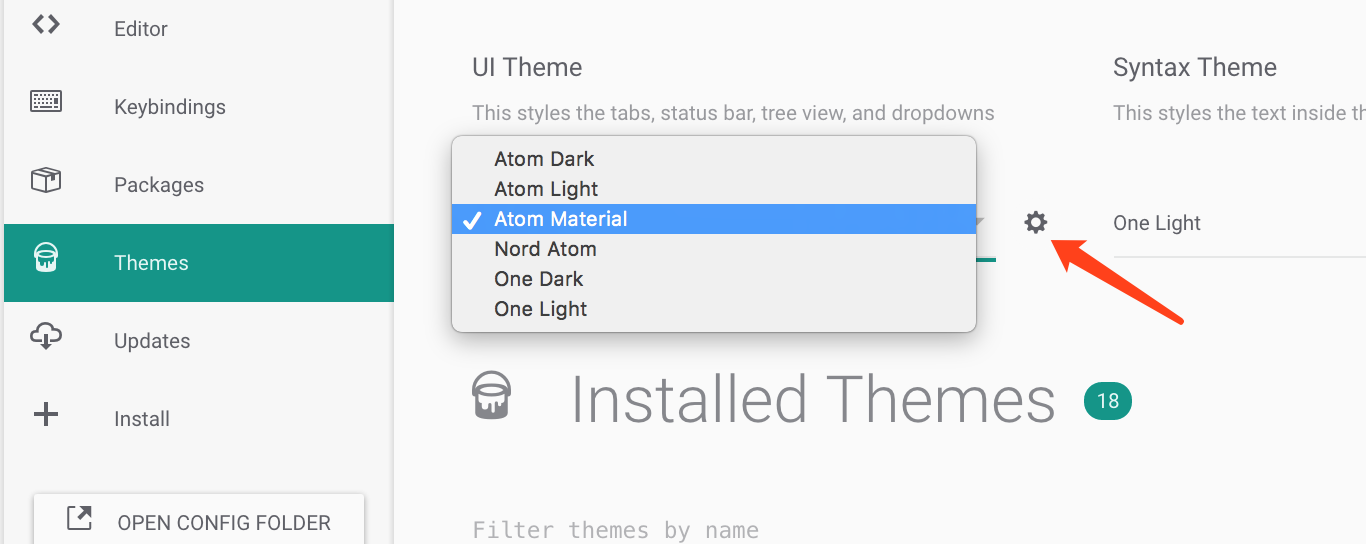 Editor
Keybindings
Packages
Themes
Updates
Install
OPEN CONFIG FOLDER
UI Theme
This styles the tabs, status bar, tree view, and dropdowns
Atom Dark
Atom Light
Atom Material
Nord Atom
One Dark
One Light
Syntax Theme
This styles the text inside th
One Light
Installed Themes 18
Filter themes by name